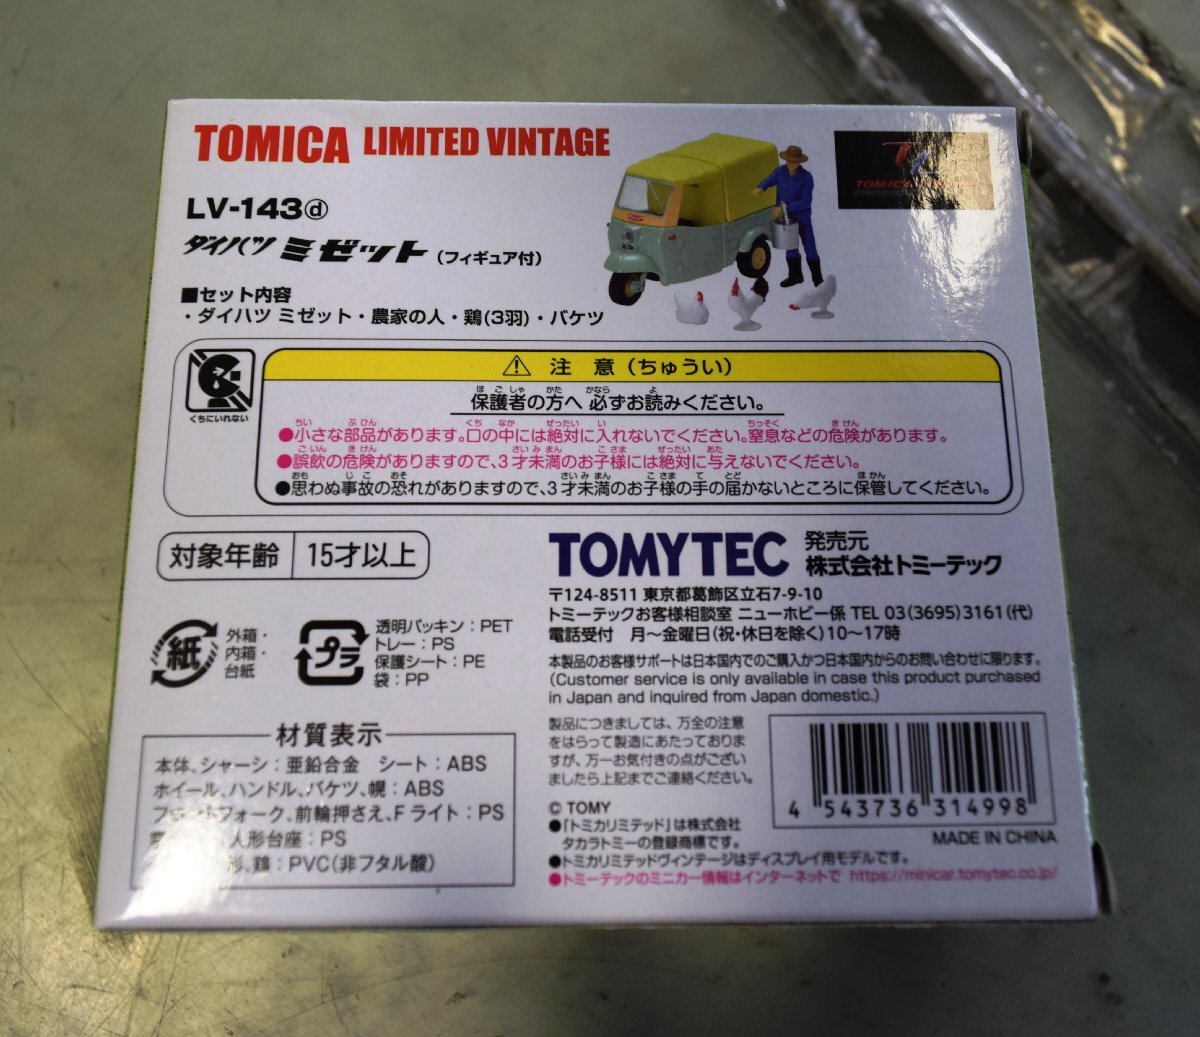 TOMICA LIMITED VINTAGE
LV-143ⓓ
ダイハツ ミゼット (フィギュア付)
■セット内容
・ダイハツ ミゼット・農家の人・鶏(3羽)・バケツ
くちにいれない
⚠ 注 意 (ちゅうい)
保護者の方へ 必ずお読みください。
●小さな部品があります。口の中には絶対に入れないでください。窒息などの危険があります。
●誤飲の危険がありますので、3才未満のお子様には絶対に与えないでください。
●思わぬ事故の恐れがありますので、3才未満のお子様の手の届かないところに保管してください。
対象年齢 15才以上
紙
外箱・
内箱・
台紙
プラ
透明パッキン:PET
トレー:PS
保護シート:PE
袋:PP
材質表示
本体、シャーシ:亜鉛合金 シート:ABS
ホイール、ハンドル、バケツ、幌:ABS
フロントフォーク、前輪押さえ、Fライト:PS
人形台座:PS
形、鶏:PVC(非フタル酸)
TOMYTEC 発売元
株式会社トミーテック
〒124-8511 東京都葛飾区立石7-9-10
トミーテックお客様相談室 ニューホビー係 TEL 03(3695)3161(代)
電話受付 月〜金曜日(祝・休日を除く)10〜17時
本製品のお客様サポートは日本国内でのご購入かつ日本国内からのお問い合わせに限ります。
(Customer service is only available in case this product purchased
in Japan and inquired from Japan domestic.)
製品につきましては、万全の注意
をはらって製造にあたっておりま
すが、万一お気付きの点がござい
ましたら上記までご連絡ください。
© TOMY
●「トミカリミテッド」は株式会社
タカラトミーの登録商標です。
●トミカリミテッドヴィンテージはディスプレイ用モデルです。
●トミーテックのミニカー情報はインターネットで https://minicar.tomytec.co.jp/
4 543736 314998
MADE IN CHINA